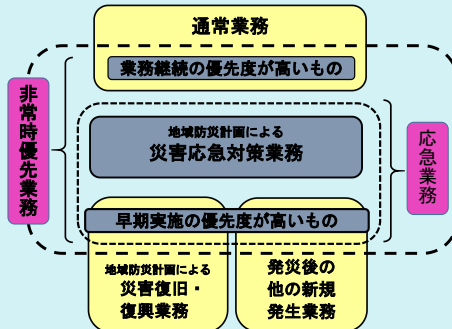 通常業務
業務継続の優先度が高いもの
非常時優先業務
地域防災計画による
災害応急対策業務
応急業務
早期実施の優先度が高いもの
地域防災計画による
災害復旧・
復興業務
発災後の
他の新規
発生業務